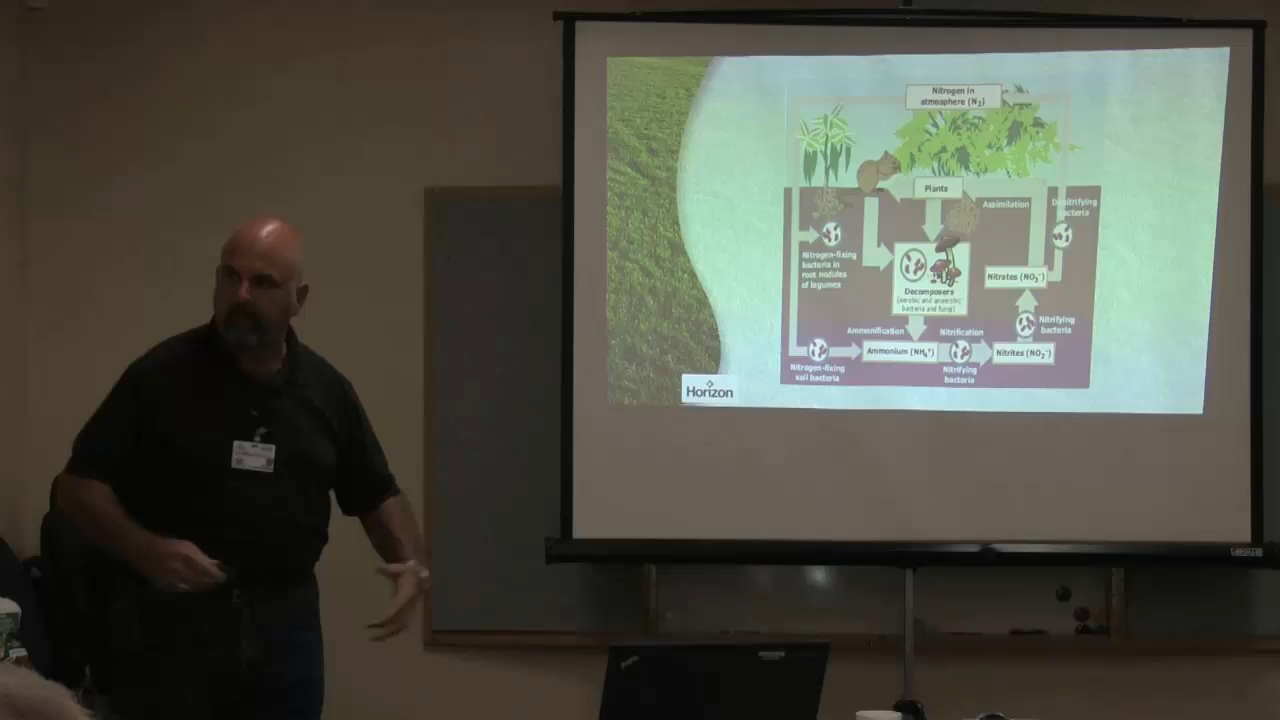 Nitrogen in
atmosphere (N₂)
Plants
Assimilation
Denitrifying
bacteria
Nitrogen-fixing
bacteria in
root nodules
of legumes
Decomposers
(aerobic and anaerobic
bacteria and fungi)
Nitrates (NO₃⁻)
Nitrifying
bacteria
Ammonification
Nitrification
Ammonium (NH₄⁺)
Nitrites (NO₂⁻)
Nitrogen-fixing
soil bacteria
Nitrifying
bacteria
Horizon